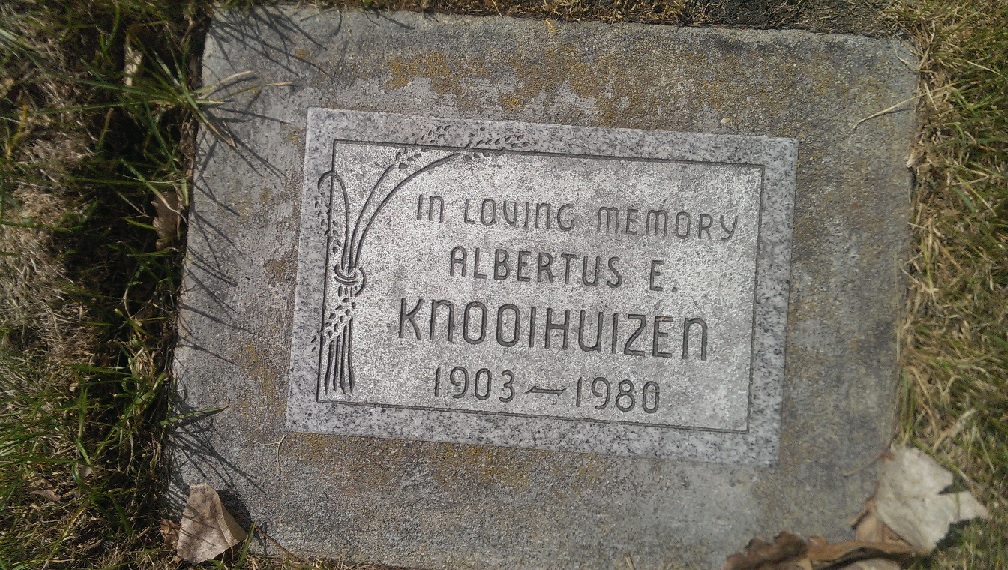 IN LOVING MEMORY
ALBERTUS E.
KNOOIHUIZEN
1903 — 1980